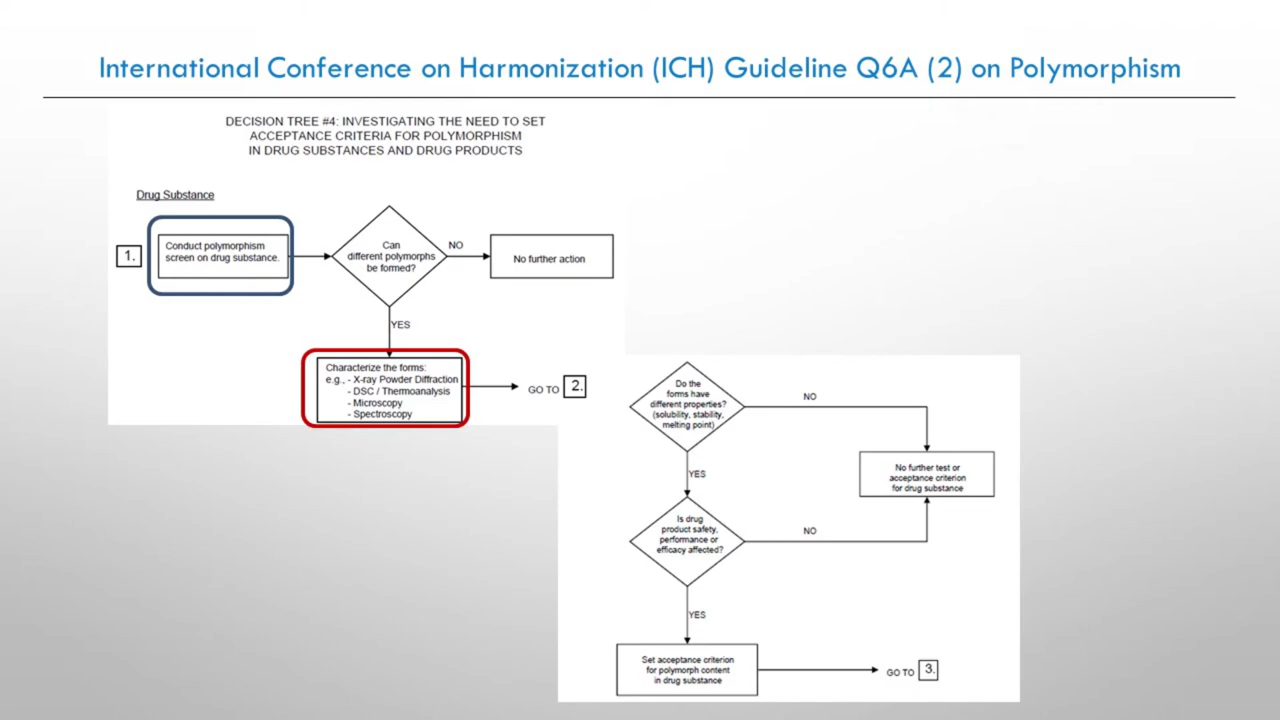 International Conference on Harmonization (ICH) Guideline Q6A (2) on Polymorphism
DECISION TREE #4: INVESTIGATING THE NEED TO SET
ACCEPTANCE CRITERIA FOR POLYMORPHISM
IN DRUG SUBSTANCES AND DRUG PRODUCTS
Drug Substance
1.
Conduct polymorphism
screen on drug substance.
Can
different polymorphs
be formed?
NO
No further action
YES
Characterize the forms:
e.g., - X-ray Powder Diffraction
- DSC / Thermoanalysis
- Microscopy
- Spectroscopy
GO TO 2.
Do the
forms have
different properties?
(solubility, stability,
melting point)
NO
No further test or
acceptance criterion
for drug substance
YES
Is drug
product safety,
performance or
efficacy affected?
NO
YES
Set acceptance criterion
for polymorph content
in drug substance
GO TO 3.